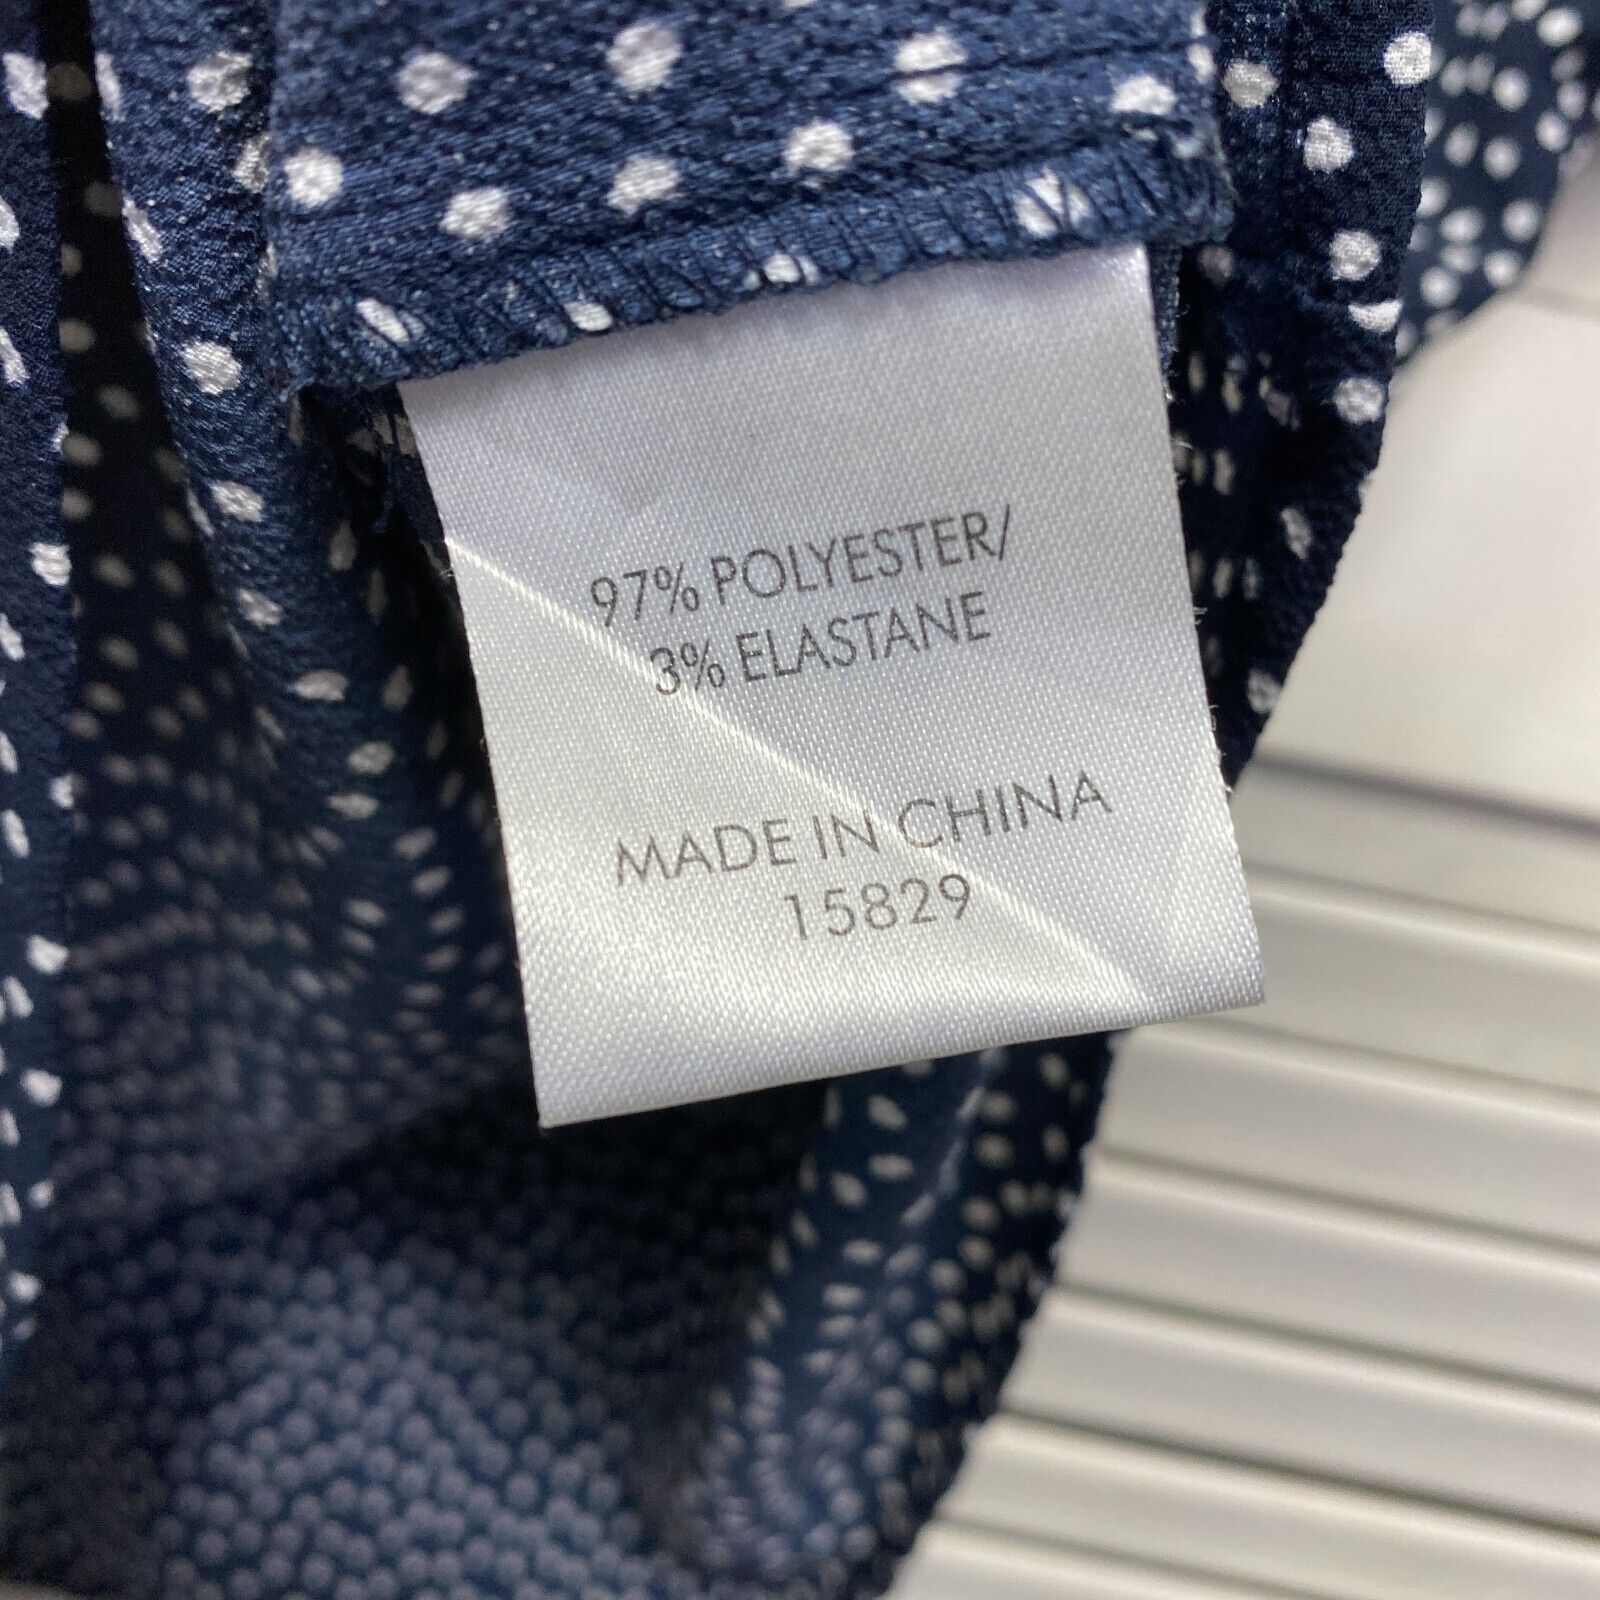 97% POLYESTER/
3% ELASTANE
MADE IN CHINA
15829